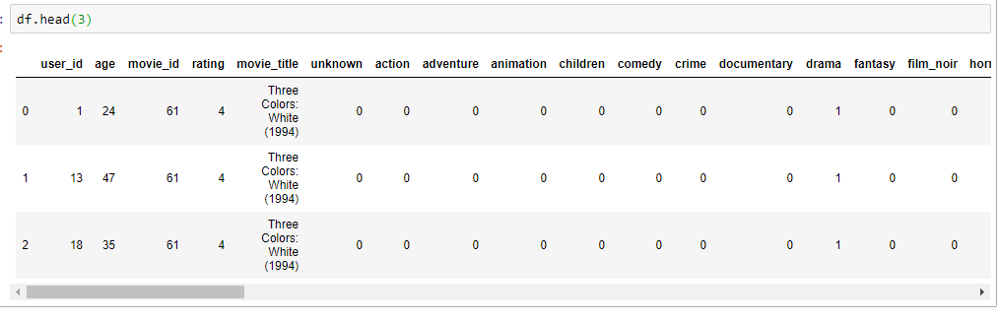 : df.head(3)
:
user_id age movie_id rating movie_title unknown action adventure animation children comedy crime documentary drama fantasy film_noir horr
0 1 24 61 4 Three Colors: White (1994) 0 0 0 0 0 0 0 0 1 0 0
1 13 47 61 4 Three Colors: White (1994) 0 0 0 0 0 0 0 0 1 0 0
2 18 35 61 4 Three Colors: White (1994) 0 0 0 0 0 0 0 0 1 0 0